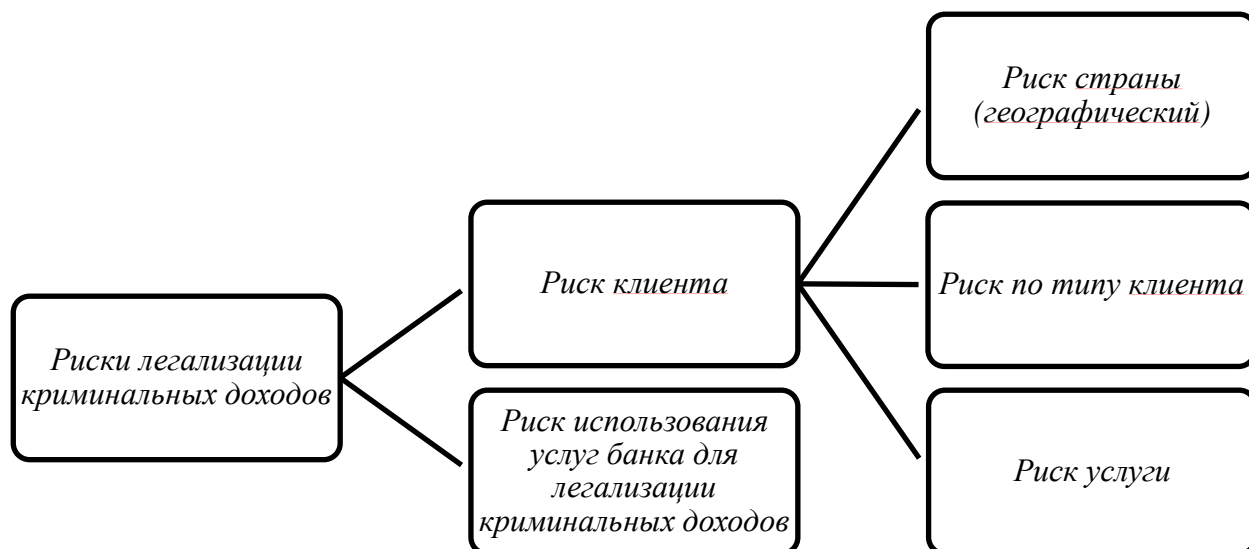 Риски легализации
криминальных доходов
Риск клиента
Риск использования
услуг банка для
легализации
криминальных доходов
Риск страны
(географический)
Риск по типу клиента
Риск услуги